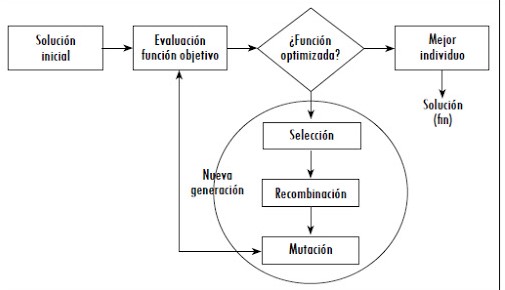 Solución
inicial
Evaluación
función objetivo
¿Función
optimizada?
Mejor
individuo
Solución
(fin)
Selección
Nueva
generación
Recombinación
Mutación